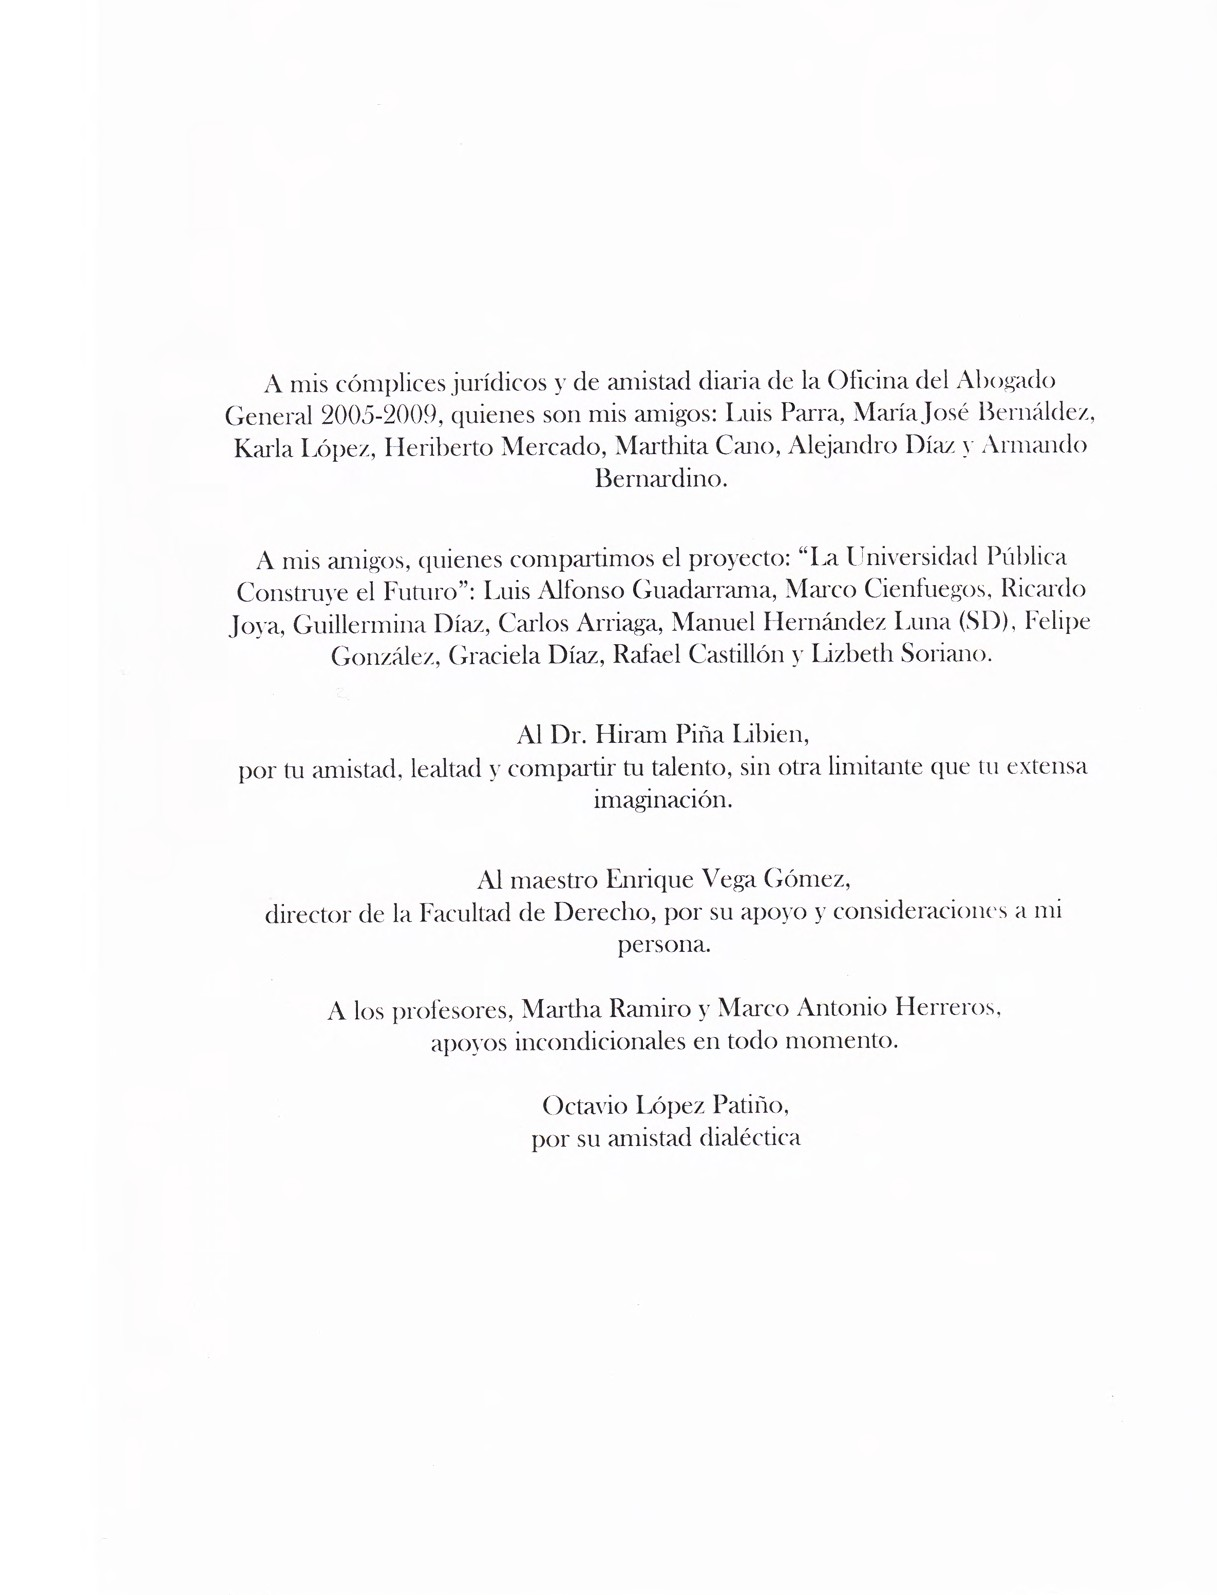 A mis cómplices jurídicos y de amistad diaria de la Oficina del Abogado
General 2005-2009, quienes son mis amigos: Luis Parra, María José Bernáldez,
Karla López, Heriberto Mercado, Marthita Cano, Alejandro Díaz y Armando
Bernardino.
A mis amigos, quienes compartimos el proyecto: “La Universidad Pública
Construye el Futuro”: Luis Alfonso Guadarrama, Marco Cienfuegos, Ricardo
Joya, Guillermina Díaz, Carlos Arriaga, Manuel Hernández Luna (SD), Felipe
González, Graciela Díaz, Rafael Castillón y Lizbeth Soriano.
Al Dr. Hiram Piña Libien,
por tu amistad, lealtad y compartir tu talento, sin otra limitante que tu extensa
imaginación.
Al maestro Enrique Vega Gómez,
director de la Facultad de Derecho, por su apoyo y consideraciones a mi
persona.
A los profesores, Martha Ramiro y Marco Antonio Herreros,
apoyos incondicionales en todo momento.
Octavio López Patiño,
por su amistad dialéctica